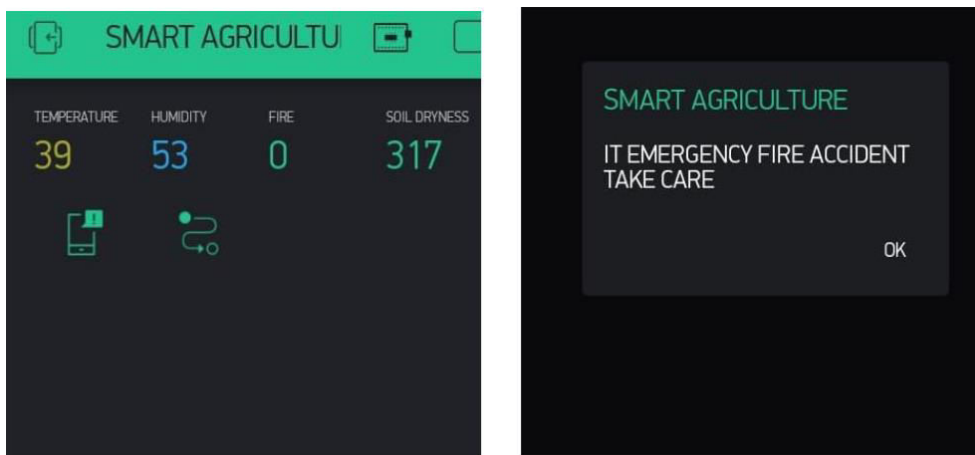 SMART AGRICULTU
TEMPERATURE HUMIDITY FIRE SOIL DRYNESS
39 53 0 317
SMART AGRICULTURE
IT EMERGENCY FIRE ACCIDENT
TAKE CARE
OK